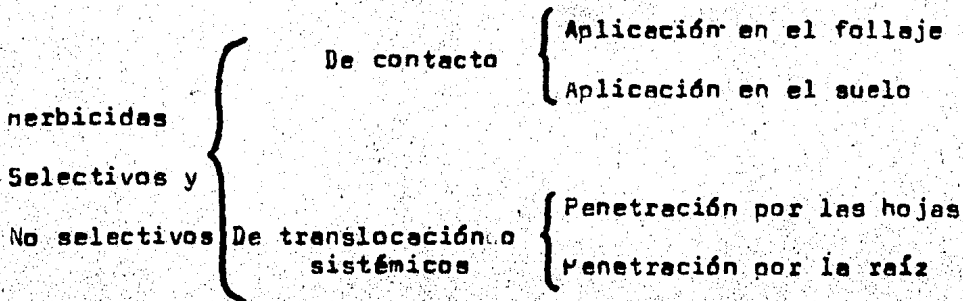 herbicidas
Selectivos y
No selectivos
De contacto
Aplicación en el follaje
Aplicación en el suelo
De translocación o
sistémicos
Penetración por las hojas
Penetración por la raíz